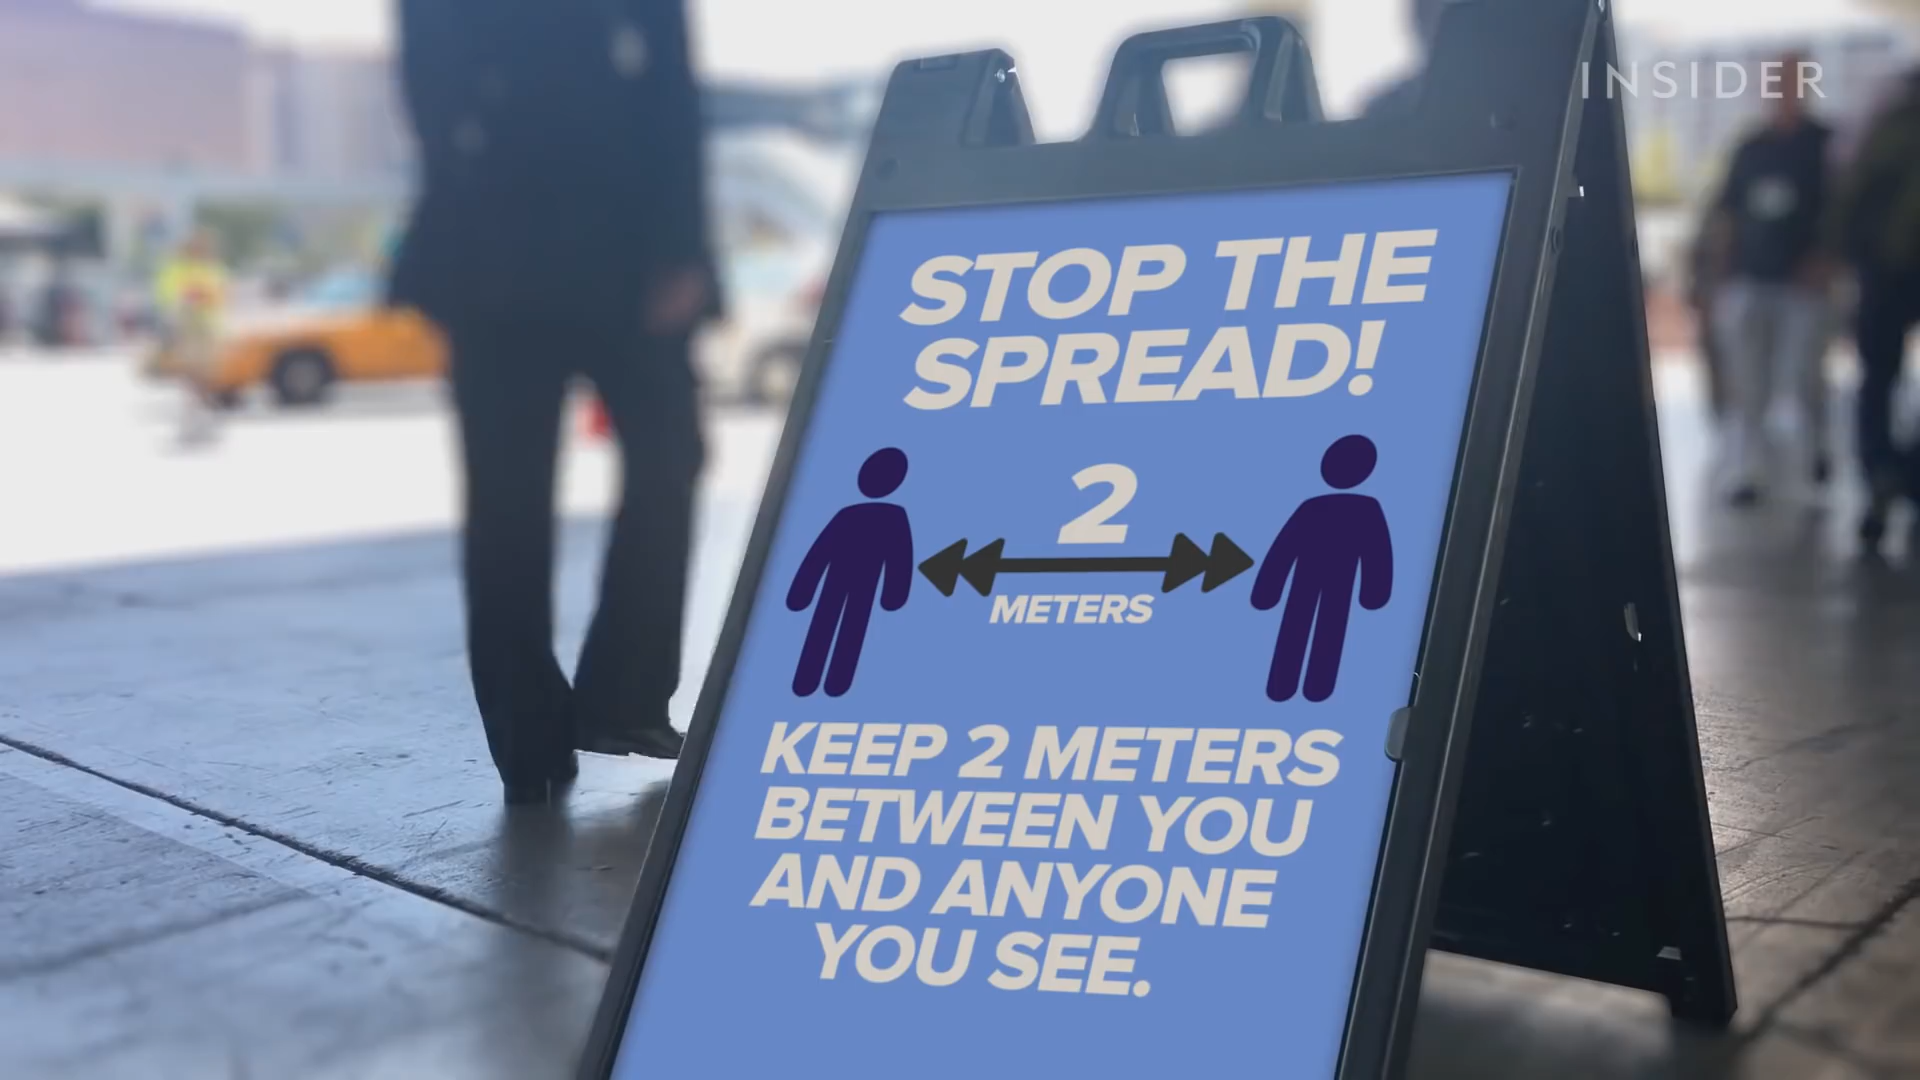 INSIDER
STOP THE
SPREAD!
2
METERS
KEEP 2 METERS
BETWEEN YOU
AND ANYONE
YOU SEE.